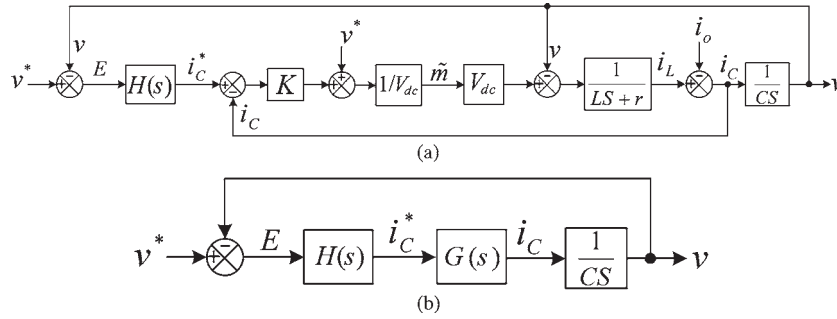 v
v
i_o
v* E H(s) i_C* K v* 1/V_dc m̃ V_dc 1/(LS + r) i_L i_C 1/CS v
i_C
(a)
v* E H(s) i_C* G(s) i_C 1/CS v
(b)